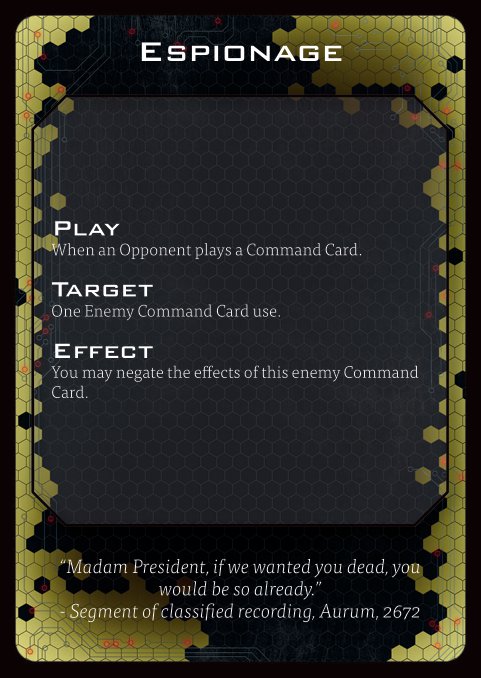 Espionage
Play
When an Opponent plays a Command Card.
Target
One Enemy Command Card use.
Effect
You may negate the effects of this enemy Command
Card.
“Madam President, if we wanted you dead, you
would be so already.”
- Segment of classified recording, Aurum, 2672